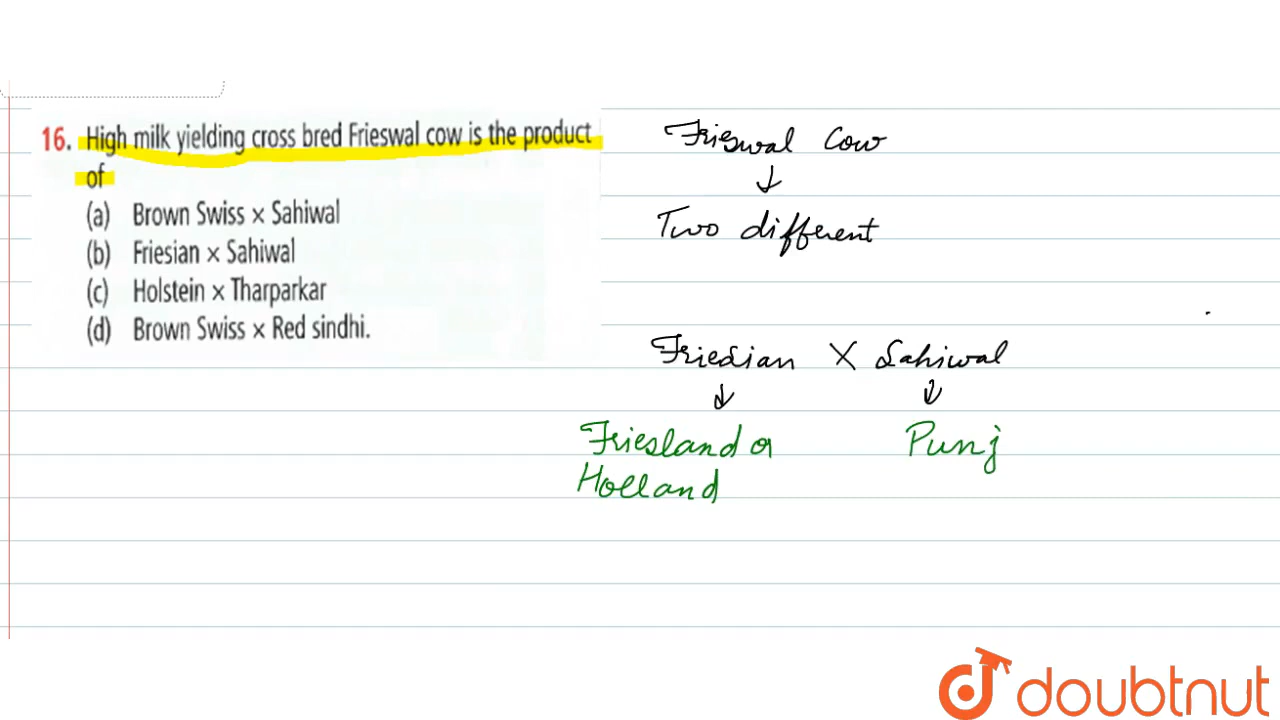 16. High milk yielding cross bred Frieswal cow is the product
of
(a) Brown Swiss × Sahiwal
(b) Friesian × Sahiwal
(c) Holstein × Tharparkar
(d) Brown Swiss × Red sindhi.
Frieswal Cow
↓
Two different
Friesian X Sahiwal
↓ ↓
Friesland or Punj
Holland
doubtnut